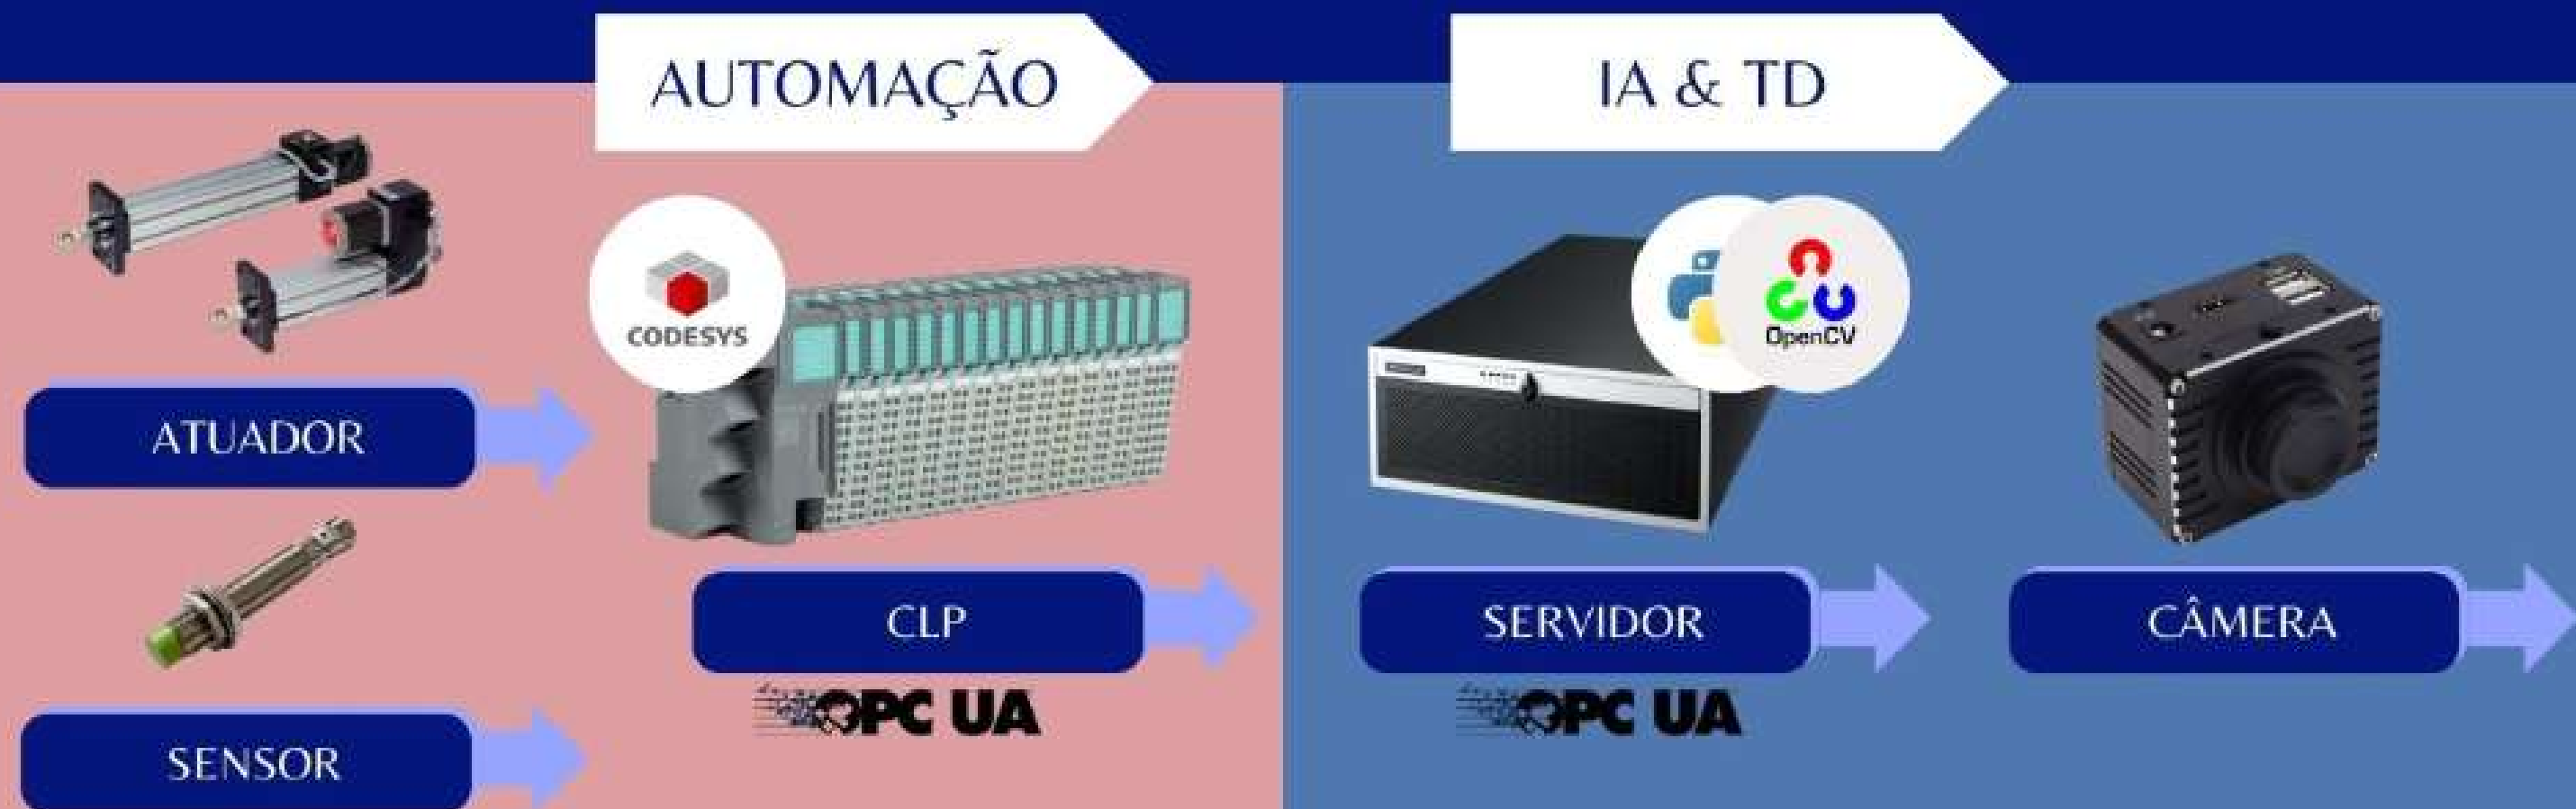 AUTOMAÇÃO
IA & TD
CODESYS
OpenCV
ATUADOR
CLP
SERVIDOR
CÂMERA
OPC UA
OPC UA
SENSOR